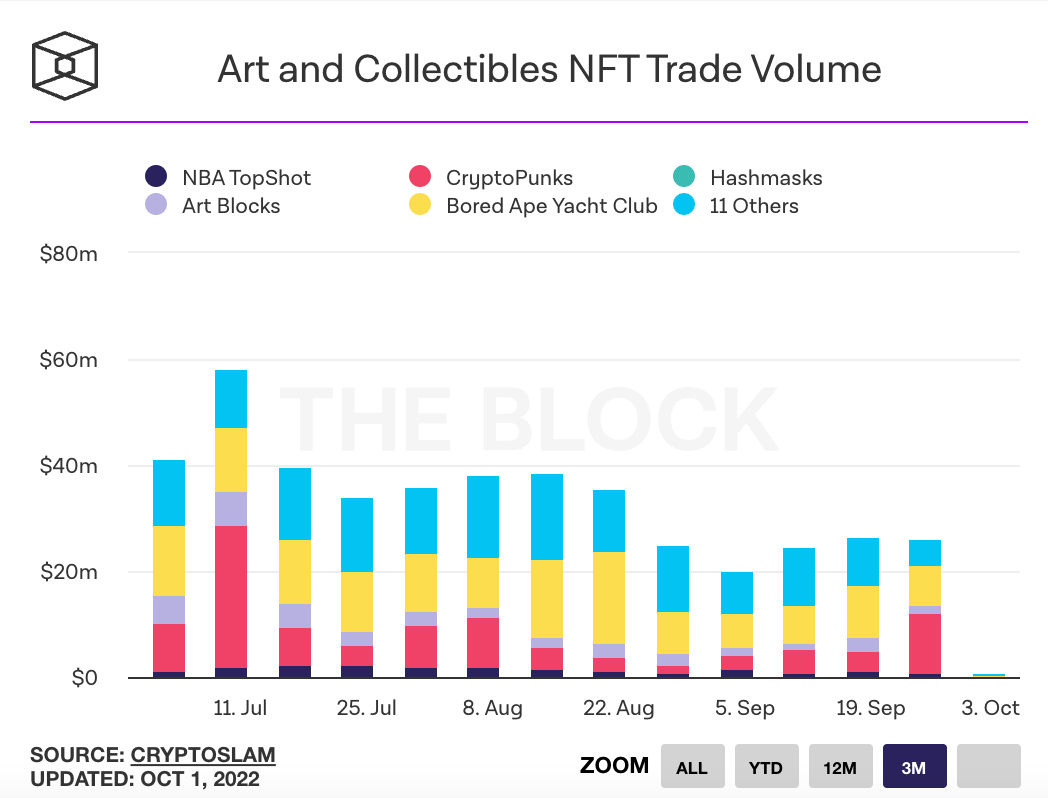 Art and Collectibles NFT Trade Volume
NBA TopShot
CryptoPunks
Hashmasks
Art Blocks
Bored Ape Yacht Club
11 Others
$80m
$60m
THE BLOCK
$40m
$20m
$0
11. Jul
25. Jul
8. Aug
22. Aug
5. Sep
19. Sep
3. Oct
SOURCE: CRYPTOSLAM
UPDATED: OCT 1, 2022
ZOOM
ALL
YTD
12M
3M